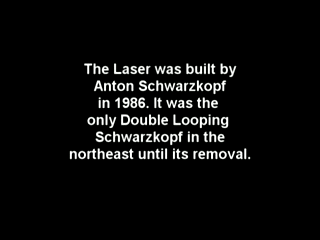 The Laser was built by
Anton Schwarzkopf
in 1986. It was the
only Double Looping
Schwarzkopf in the
northeast until its removal.